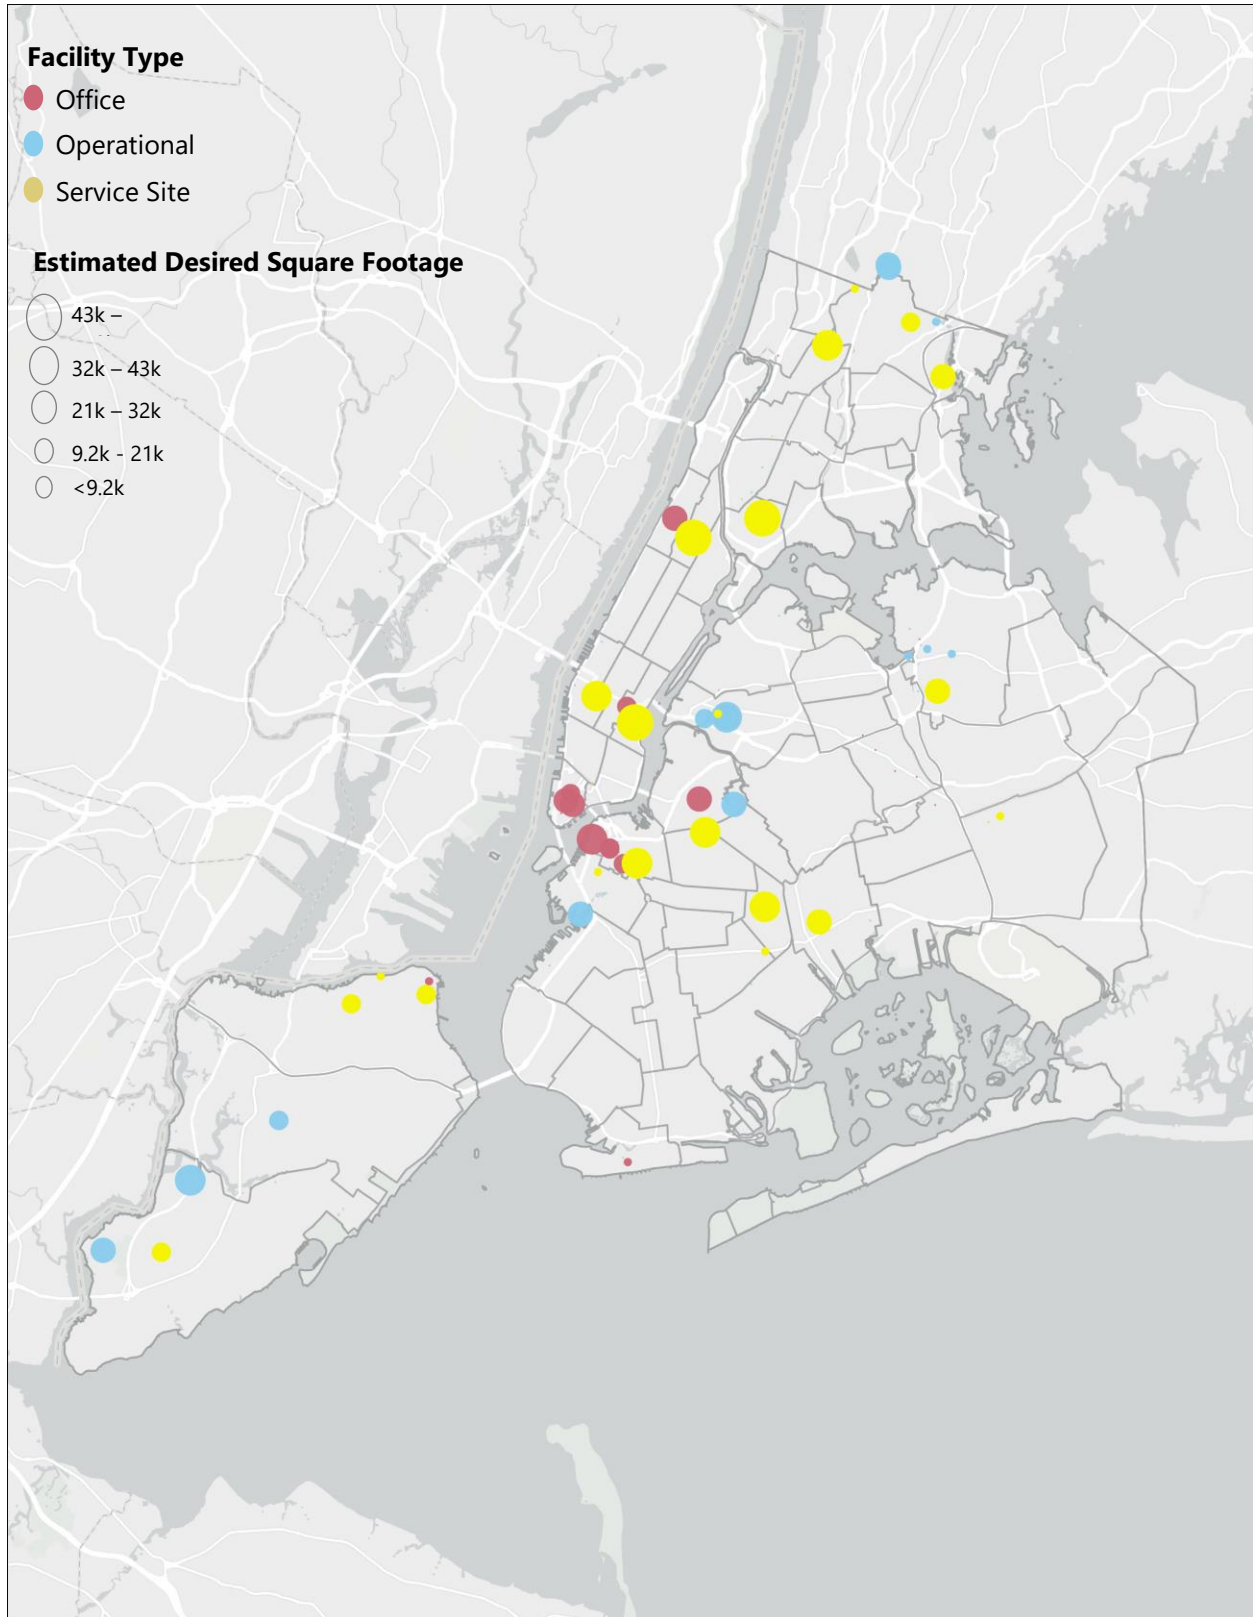 Facility Type
Office
Operational
Service Site
Estimated Desired Square Footage
43k –
32k – 43k
21k – 32k
9.2k - 21k
<9.2k